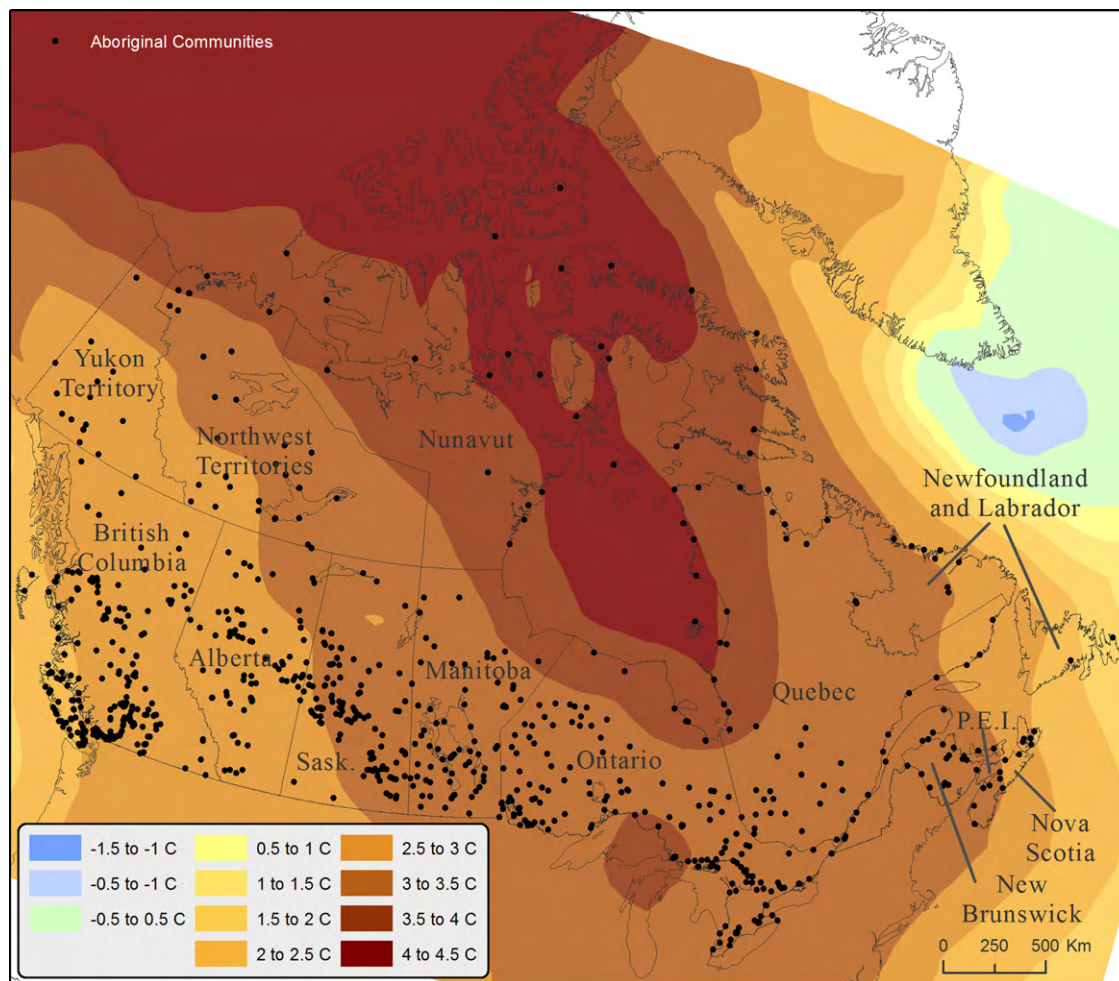 Aboriginal Communities
Yukon
Territory
Northwest
Territories
Nunavut
Newfoundland
and Labrador
British
Columbia
Alberta
Manitoba
Quebec
Sask.
Ontario
P.E.I.
Nova
Scotia
New
Brunswick
-1.5 to -1 C
-0.5 to -1 C
-0.5 to 0.5 C
0.5 to 1 C
1 to 1.5 C
1.5 to 2 C
2 to 2.5 C
2.5 to 3 C
3 to 3.5 C
3.5 to 4 C
4 to 4.5 C
0 250 500 Km